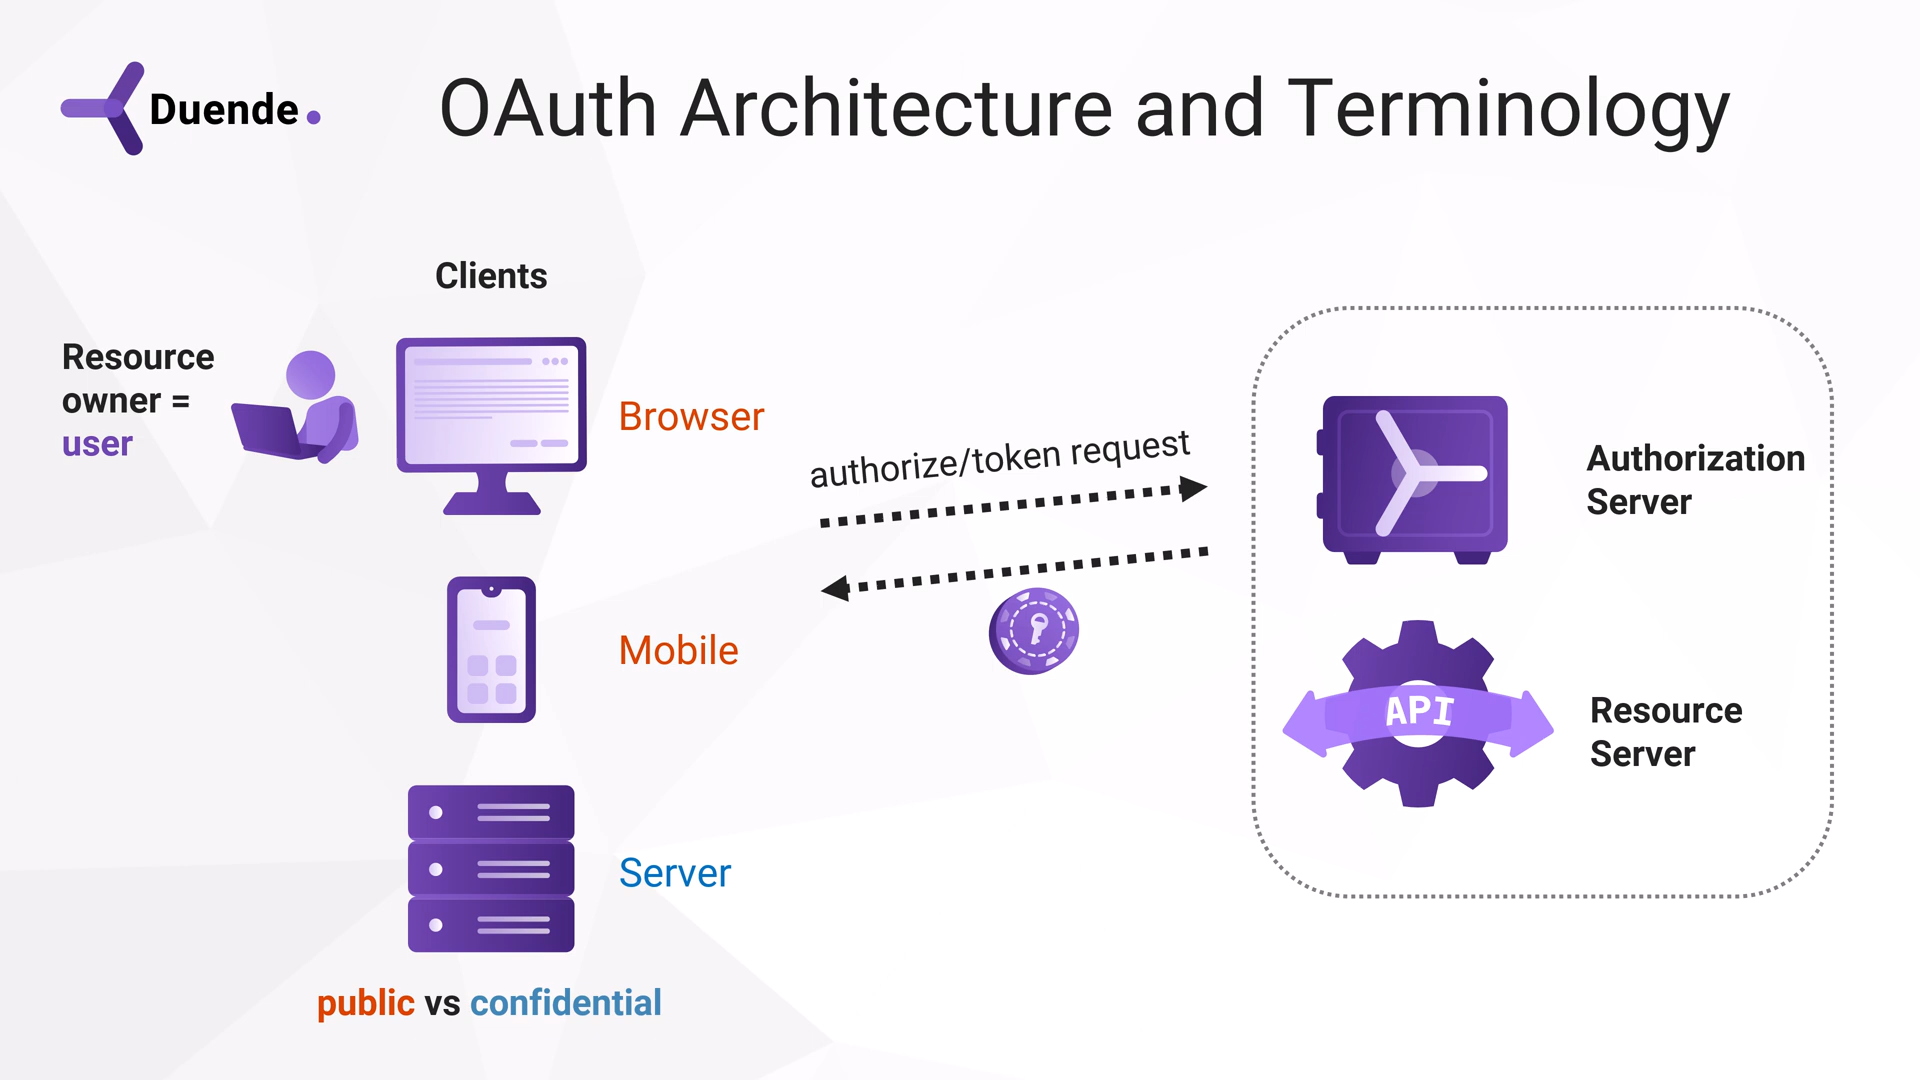 Duende
OAuth Architecture and Terminology
Clients
Resource
owner =
user
Browser
authorize/token request
Authorization
Server
Mobile
API
Resource
Server
Server
public vs confidential